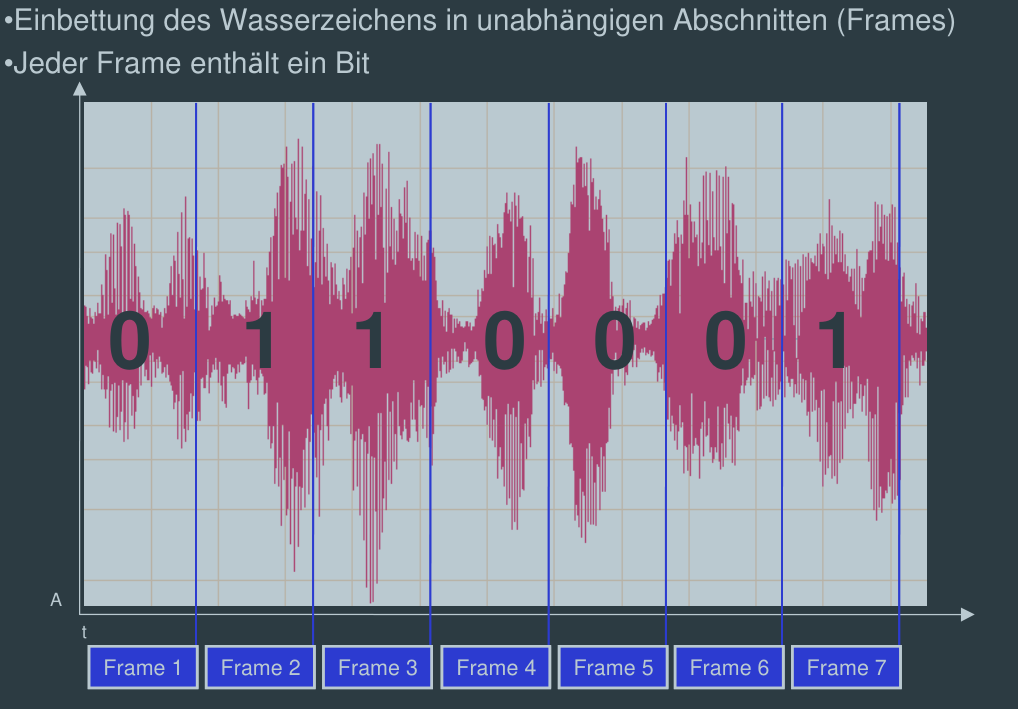 •Einbettung des Wasserzeichens in unabhängigen Abschnitten (Frames)
•Jeder Frame enthält ein Bit
0 1 1 0 0 0 1
A
t
Frame 1 Frame 2 Frame 3 Frame 4 Frame 5 Frame 6 Frame 7